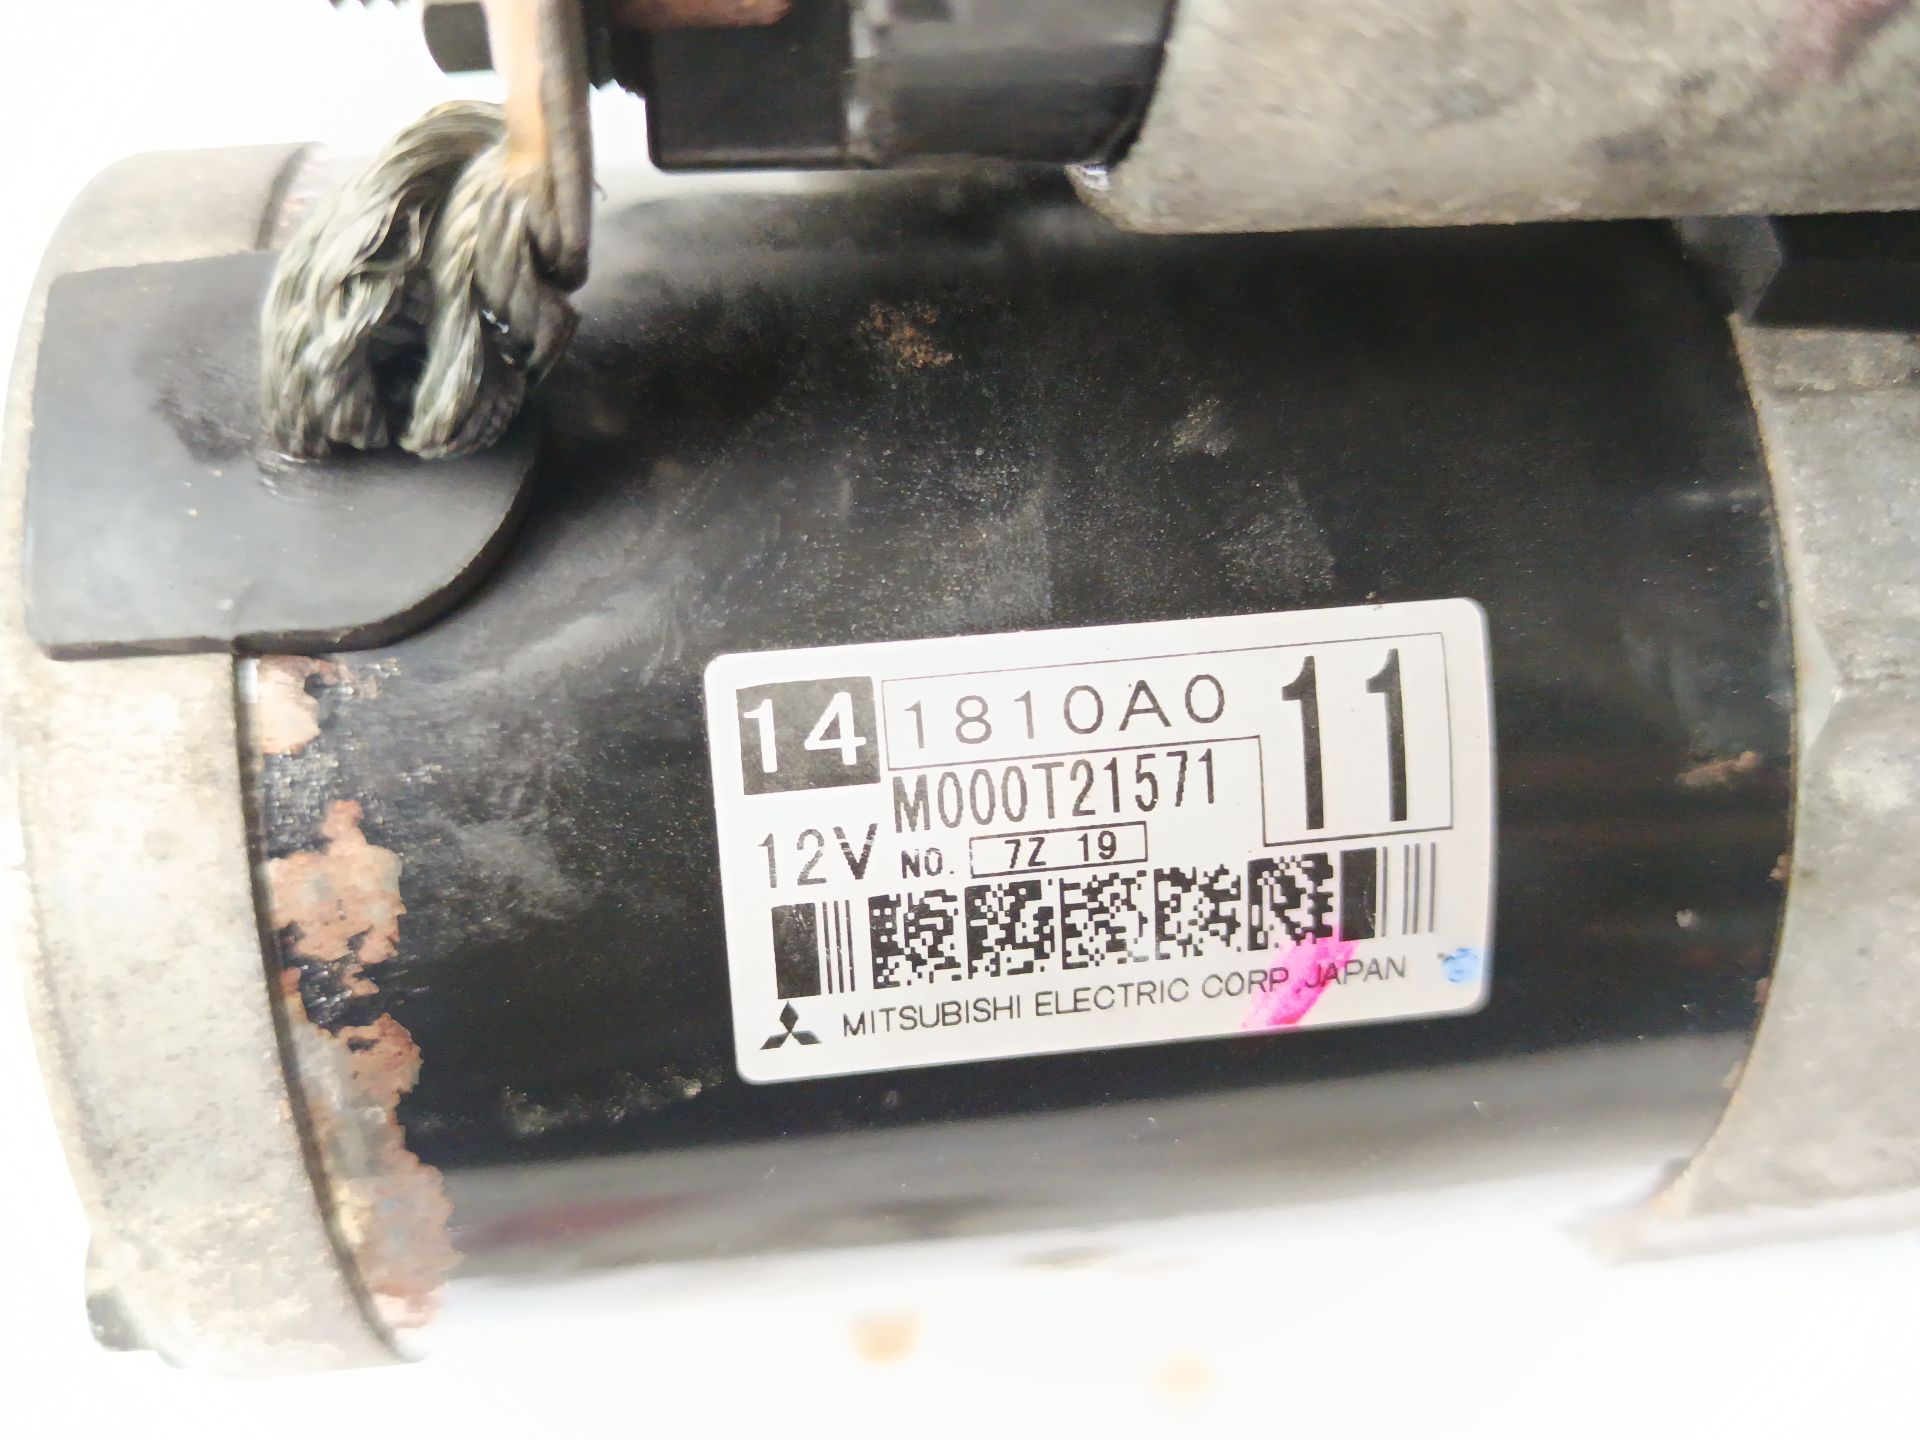 14 1810A0 11
M000T21571
12V NO. 7Z 19
MITSUBISHI ELECTRIC CORP. JAPAN